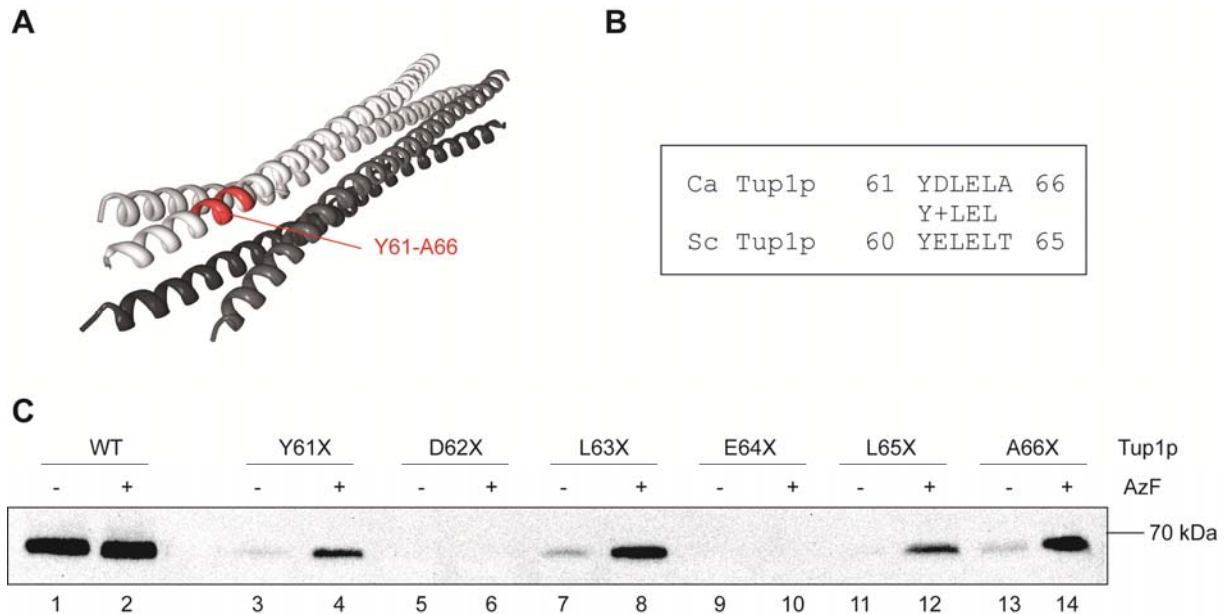 A
B
Y61-A66
Ca Tup1p 61 YDLELA 66
Y+LEL
Sc Tup1p 60 YELELT 65
C
WT Y61X D62X L63X E64X L65X A66X Tup1p
- + - + - + - + - + - + - + AzF
70 kDa
1 2 3 4 5 6 7 8 9 10 11 12 13 14